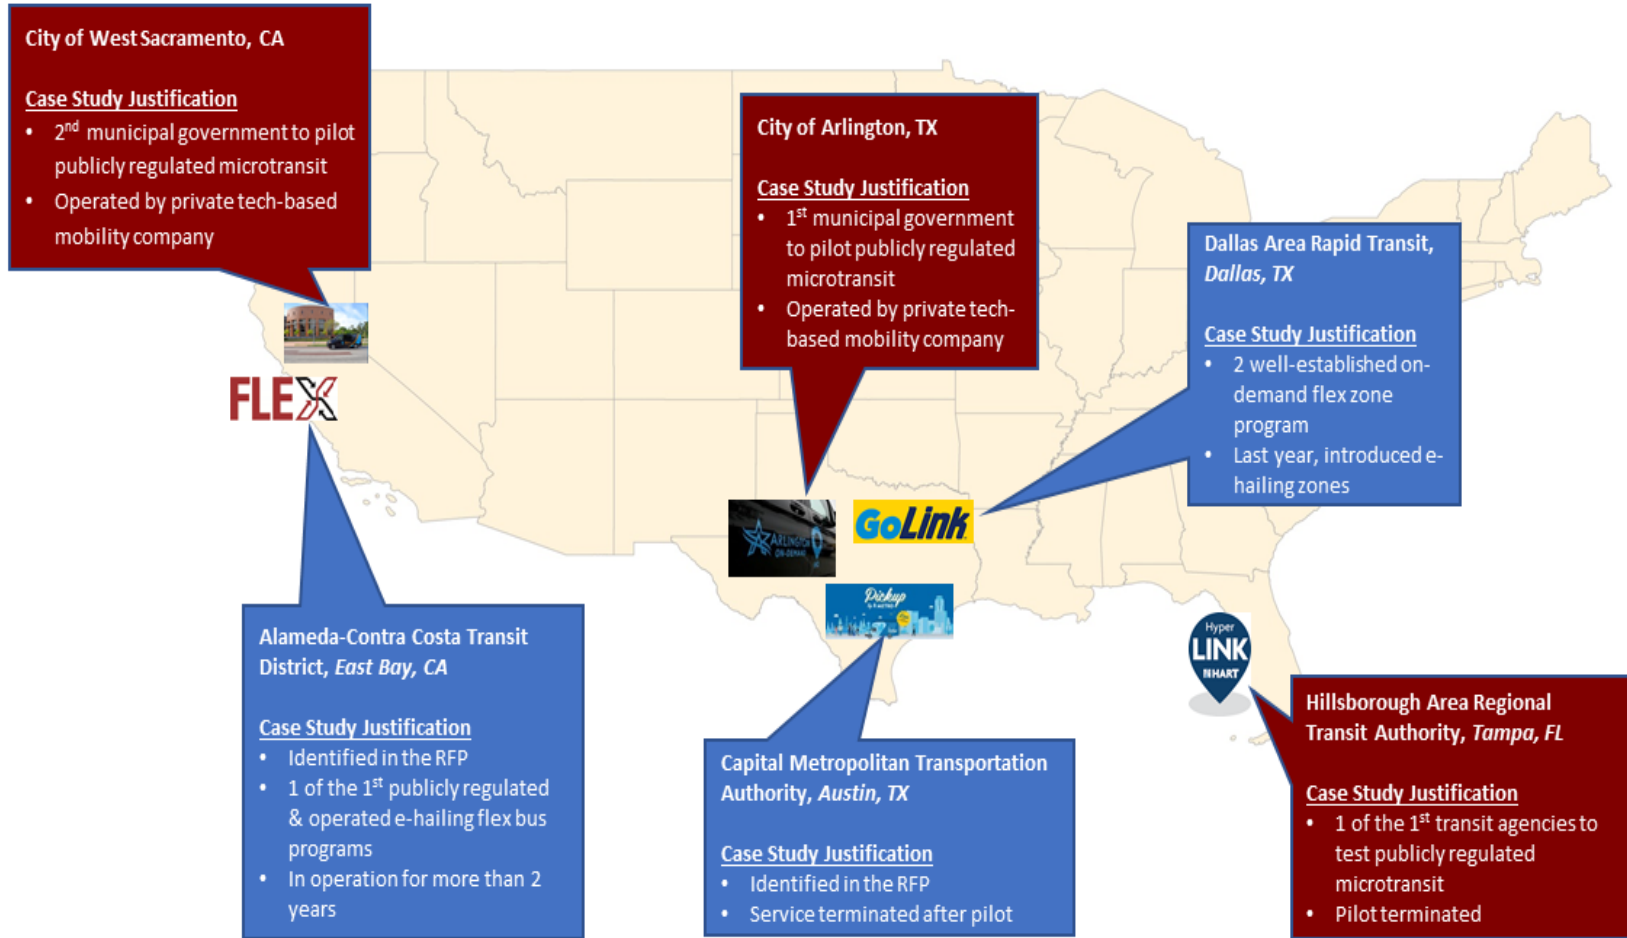 City of West Sacramento, CA
Case Study Justification
• 2nd municipal government to pilot
publicly regulated microtransit
• Operated by private tech-based
mobility company
City of Arlington, TX
Case Study Justification
• 1st municipal government
to pilot publicly regulated
microtransit
• Operated by private tech-
based mobility company
Dallas Area Rapid Transit,
Dallas, TX
Case Study Justification
• 2 well-established on-
demand flex zone
program
• Last year, introduced e-
hailing zones
FLEX
ARLINGTON
ON-DEMAND
GoLink
Pickup
Hyper
LINK
HART
Alameda-Contra Costa Transit
District, East Bay, CA
Case Study Justification
• Identified in the RFP
• 1 of the 1st publicly regulated
& operated e-hailing flex bus
programs
• In operation for more than 2
years
Capital Metropolitan Transportation
Authority, Austin, TX
Case Study Justification
• Identified in the RFP
• Service terminated after pilot
Hillsborough Area Regional
Transit Authority, Tampa, FL
Case Study Justification
• 1 of the 1st transit agencies to
test publicly regulated
microtransit
• Pilot terminated